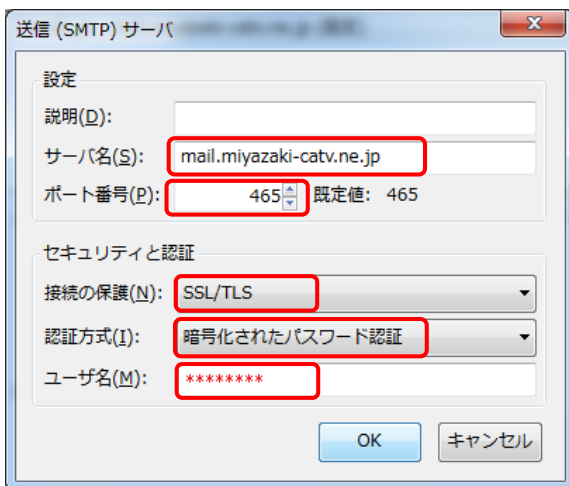 送信 (SMTP) サーバ
設定
説明(D):
サーバ名(S): mail.miyazaki-catv.ne.jp
ポート番号(P): 465 既定値: 465
セキュリティと認証
接続の保護(N): SSL/TLS
認証方式(I): 暗号化されたパスワード認証
ユーザ名(M): ********
OK キャンセル